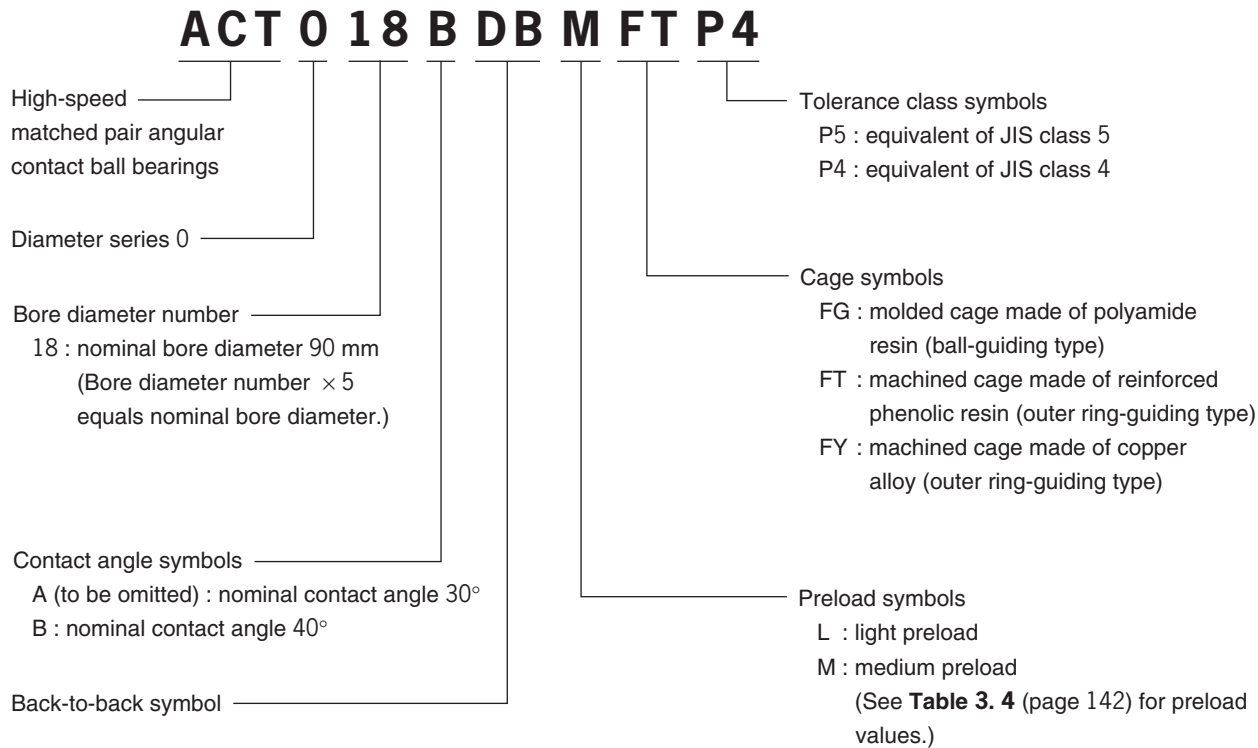 ACT 0 18 B DB M FT P4
High-speed
matched pair angular
contact ball bearings
Diameter series 0
Bore diameter number
18 : nominal bore diameter 90 mm
(Bore diameter number × 5
equals nominal bore diameter.)
Contact angle symbols
A (to be omitted) : nominal contact angle 30°
B : nominal contact angle 40°
Back-to-back symbol
Tolerance class symbols
P5 : equivalent of JIS class 5
P4 : equivalent of JIS class 4
Cage symbols
FG : molded cage made of polyamide
resin (ball-guiding type)
FT : machined cage made of reinforced
phenolic resin (outer ring-guiding type)
FY : machined cage made of copper
alloy (outer ring-guiding type)
Preload symbols
L : light preload
M : medium preload
(See Table 3. 4 (page 142) for preload
values.)